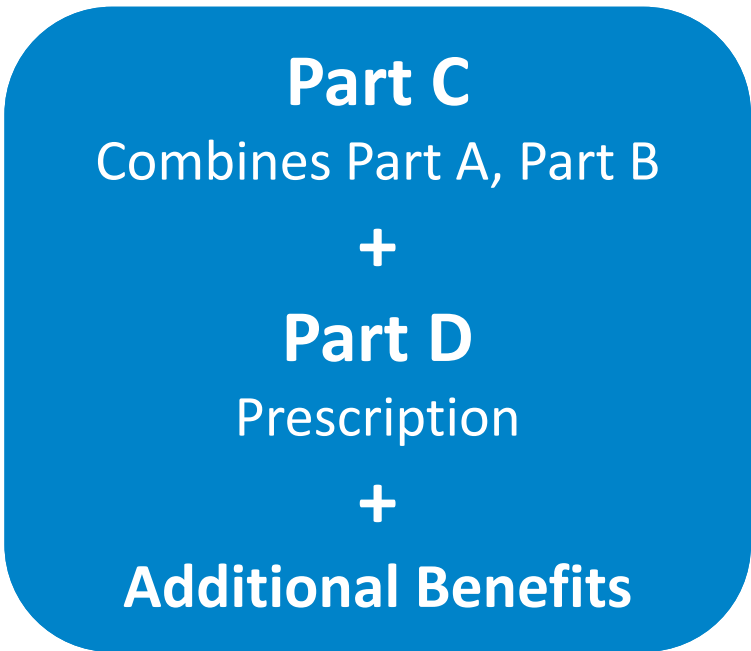 Part C
Combines Part A, Part B
+
Part D
Prescription
+
Additional Benefits